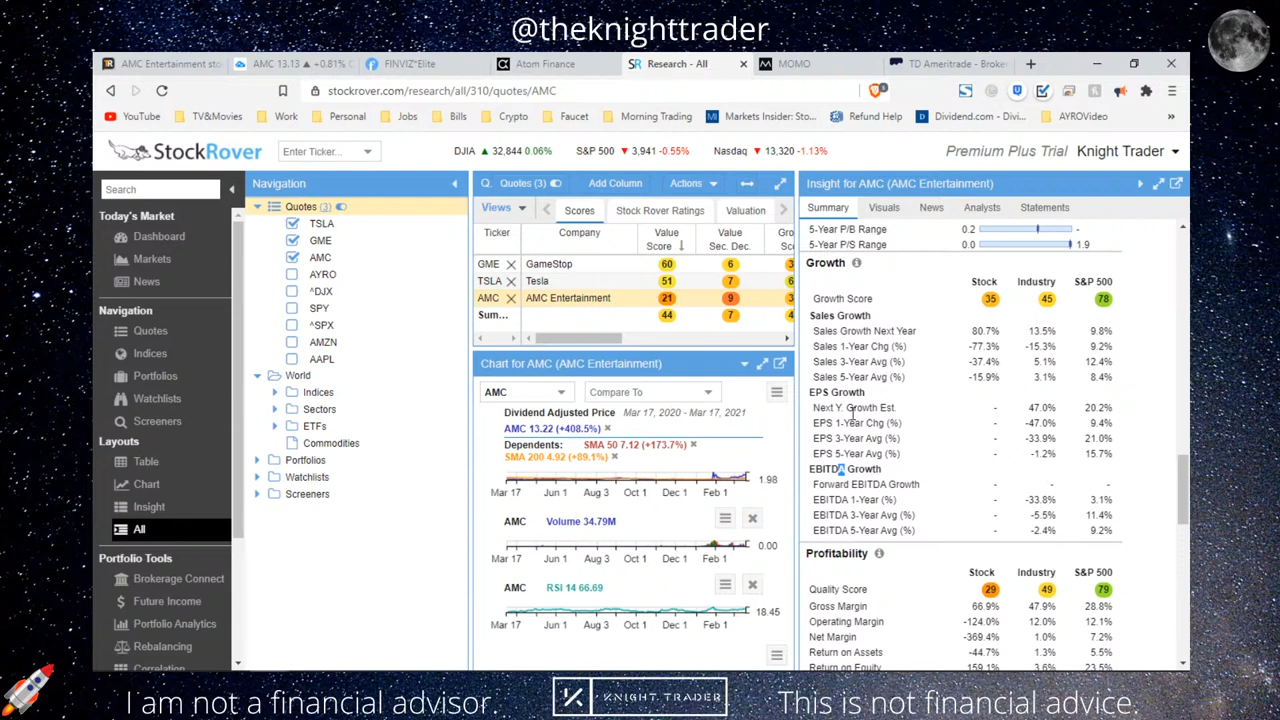 @theknighttrader
AMC Entertainment sto
AMC 13.13 ▲ +0.81% C
FINVIZ*Elite
Atom Finance
Research - All
MOMO
TD Ameritrade - Broker
stockrover.com/research/all/310/quotes/AMC
YouTube
TV&Movies
Work
Personal
Jobs
Bills
Crypto
Faucet
Morning Trading
Markets Insider: Sto...
Refund Help
Dividend.com - Divi...
AYROVideo
StockRover
Enter Ticker...
DJIA ▲ 32,844 0.06%
S&P 500 ▼ 3,941 -0.55%
Nasdaq ▼ 13,320 -1.13%
Premium Plus Trial
Knight Trader
Search
Today's Market
Dashboard
Markets
News
Navigation
Quotes
Indices
Portfolios
Watchlists
Screeners
Layouts
Table
Chart
Insight
All
Portfolio Tools
Brokerage Connect
Future Income
Portfolio Analytics
Rebalancing
Correlation
Navigation
Quotes (3)
TSLA
GME
AMC
AYRO
^DJX
SPY
^SPX
AMZN
AAPL
World
Indices
Sectors
ETFs
Commodities
Portfolios
Watchlists
Screeners
Quotes (3)
Add Column
Actions
Views
Scores
Stock Rover Ratings
Valuation
Ticker Company Value Score Value Sec. Dec. Gro Sco
GME GameStop 60 6 3
TSLA Tesla 51 7 6
AMC AMC Entertainment 21 9 3
Sum... 44 7
Chart for AMC (AMC Entertainment)
AMC
Compare To
Dividend Adjusted Price Mar 17, 2020 - Mar 17, 2021
AMC 13.22 (+408.5%)
Dependents: SMA 50 7.12 (+173.7%)
SMA 200 4.92 (+89.1%)
1.98
Mar 17 Jun 1 Aug 3 Oct 1 Dec 1 Feb 1
AMC Volume 34.79M
0.00
Mar 17 Jun 1 Aug 3 Oct 1 Dec 1 Feb 1
AMC RSI 14 66.69
18.45
Mar 17 Jun 1 Aug 3 Oct 1 Dec 1 Feb 1
Insight for AMC (AMC Entertainment)
Summary
Visuals
News
Analysts
Statements
5-Year P/B Range 0.2 -
5-Year P/S Range 0.0 1.9
Growth
Stock Industry S&P 500
Growth Score 35 45 78
Sales Growth
Sales Growth Next Year 80.7% 13.5% 9.8%
Sales 1-Year Chg (%) -77.3% -15.3% 9.2%
Sales 3-Year Avg (%) -37.4% 5.1% 12.4%
Sales 5-Year Avg (%) -15.9% 3.1% 8.4%
EPS Growth
Next Y. Growth Est. - 47.0% 20.2%
EPS 1-Year Chg (%) - -47.0% 9.4%
EPS 3-Year Avg (%) - -33.9% 21.0%
EPS 5-Year Avg (%) - -1.2% 15.7%
EBITDA Growth
Forward EBITDA Growth - - -
EBITDA 1-Year (%) - -33.8% 3.1%
EBITDA 3-Year Avg (%) - -5.5% 11.4%
EBITDA 5-Year Avg (%) - -2.4% 9.2%
Profitability
Stock Industry S&P 500
Quality Score 29 49 79
Gross Margin 66.9% 47.9% 28.8%
Operating Margin -124.0% 12.0% 12.1%
Net Margin -369.4% 1.0% 7.2%
Return on Assets -44.7% 1.3% 5.5%
Return on Equity 159.1% 3.6% 23.5%
I am not a financial advisor.
KNIGHT TRADER
This is not financial advice.